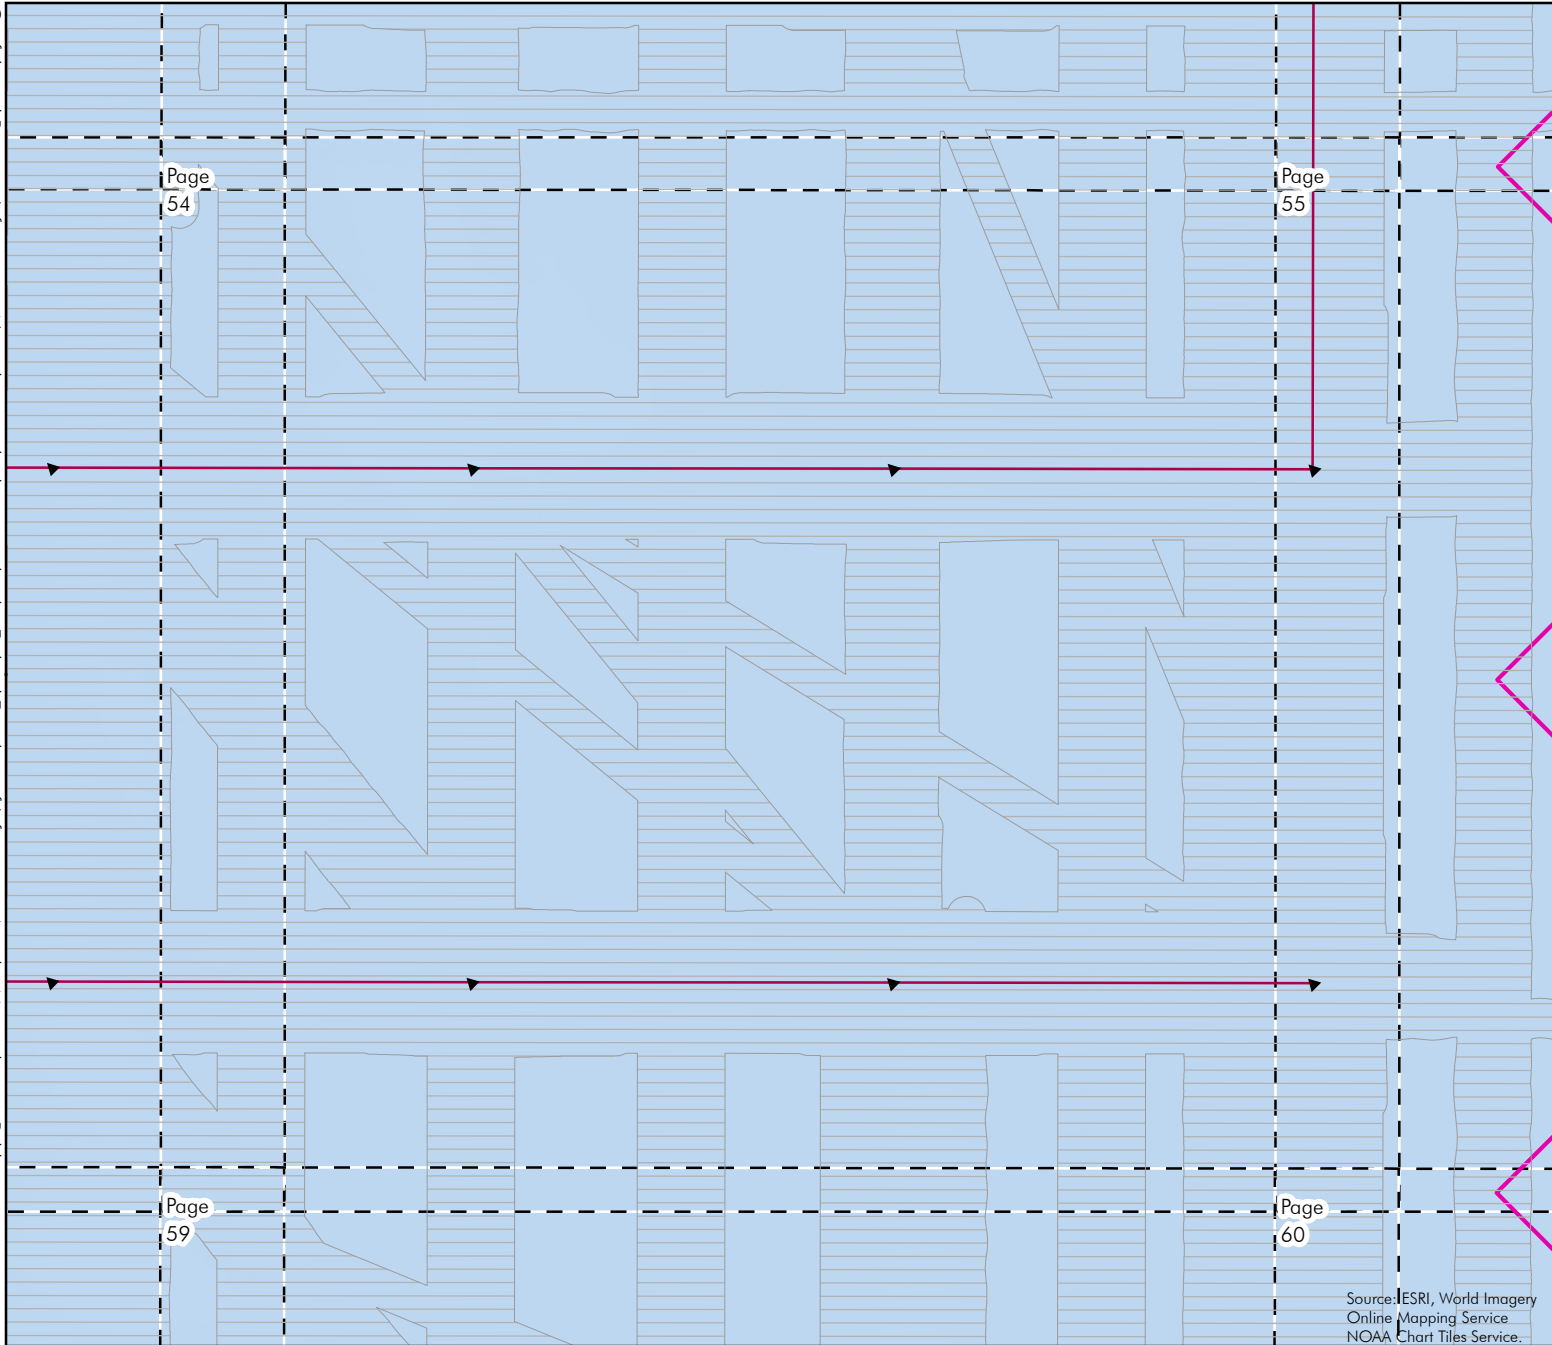 Page
54
Page
55
Page
59
Page
60
Source: ESRI, World Imagery
Online Mapping Service
NOAA Chart Tiles Service.